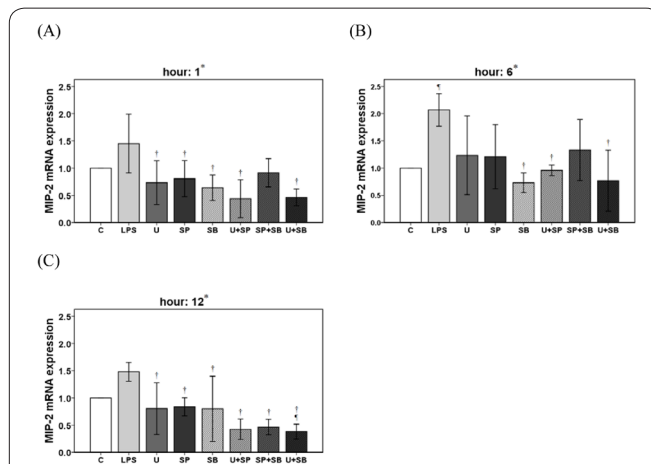 (A)
hour: 1*
MIP-2 mRNA expression
2.5
2.0
1.5
1.0
0.5
0.0
† † † † †
C LPS U SP SB U+SP SP+SB U+SB
(B)
hour: 6*
MIP-2 mRNA expression
2.5
2.0
1.5
1.0
0.5
0.0
¶
† † †
C LPS U SP SB U+SP SP+SB U+SB
(C)
hour: 12*
MIP-2 mRNA expression
2.5
2.0
1.5
1.0
0.5
0.0
† † † † † †
¶
C LPS U SP SB U+SP SP+SB U+SB